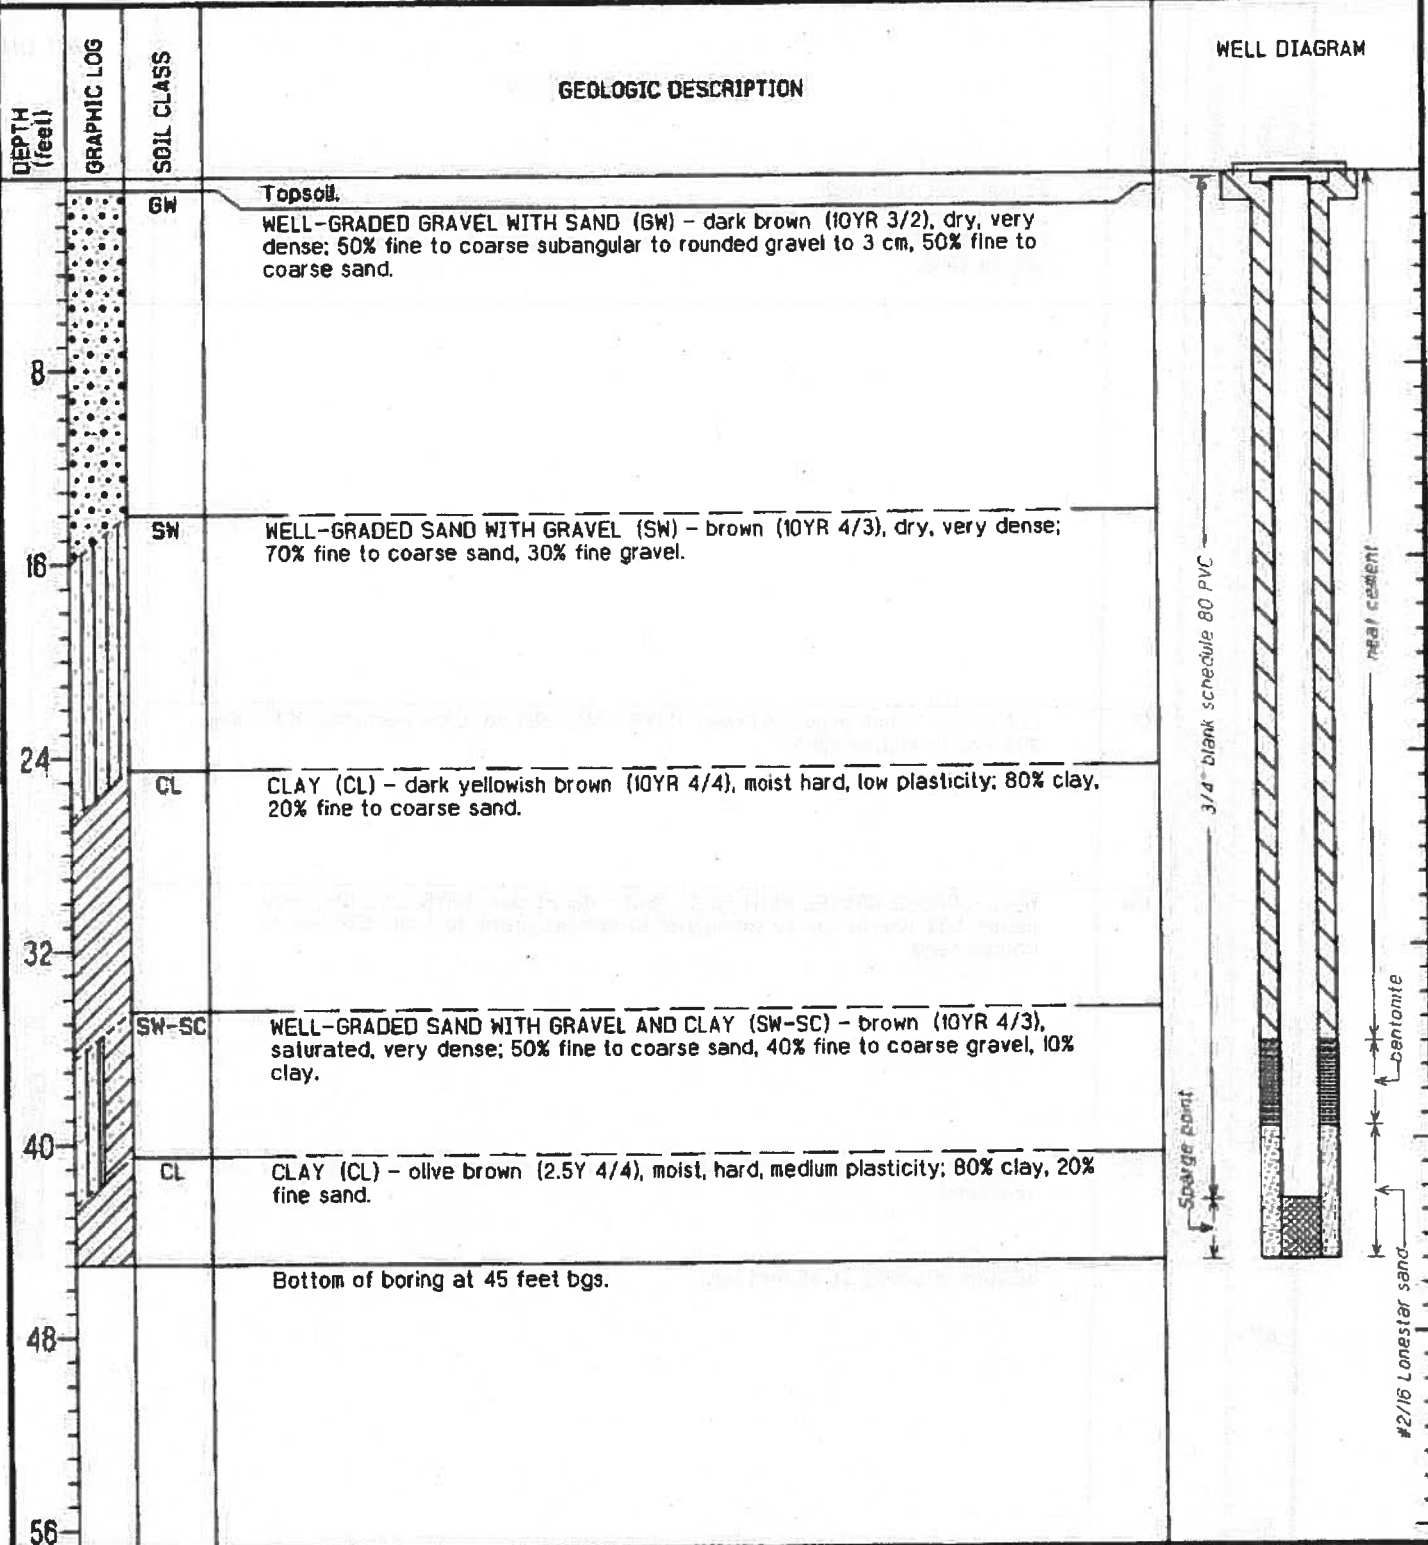 DEPTH
(feet)
GRAPHIC LOG
SOIL CLASS
GEOLOGIC DESCRIPTION
WELL DIAGRAM
Topsoil.
GW
WELL-GRADED GRAVEL WITH SAND (GW) - dark brown (10YR 3/2), dry, very
dense; 50% fine to coarse subangular to rounded gravel to 3 cm, 50% fine to
coarse sand.
8
SW
WELL-GRADED SAND WITH GRAVEL (SW) - brown (10YR 4/3), dry, very dense;
70% fine to coarse sand, 30% fine gravel.
16
24
CL
CLAY (CL) - dark yellowish brown (10YR 4/4), moist hard, low plasticity; 80% clay,
20% fine to coarse sand.
32
SW-SC
WELL-GRADED SAND WITH GRAVEL AND CLAY (SW-SC) - brown (10YR 4/3),
saturated, very dense; 50% fine to coarse sand, 40% fine to coarse gravel, 10%
clay.
40
CL
CLAY (CL) - olive brown (2.5Y 4/4), moist, hard, medium plasticity; 80% clay, 20%
fine sand.
Bottom of boring at 45 feet bgs.
48
56
3/4" blank schedule 80 PVC
neat cement
bentonite
Sparge point
#2/16 Lonestar sand